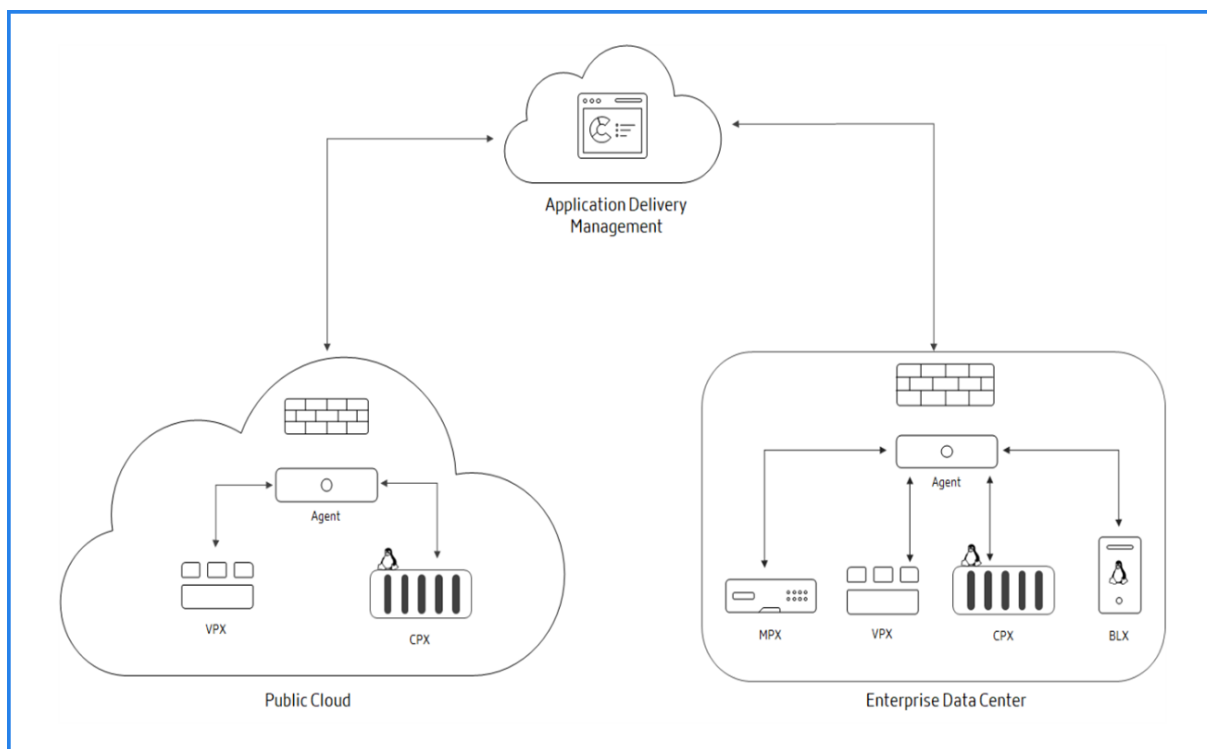 Application Delivery
Management
Agent
VPX
CPX
Public Cloud
Agent
MPX
VPX
CPX
BLX
Enterprise Data Center